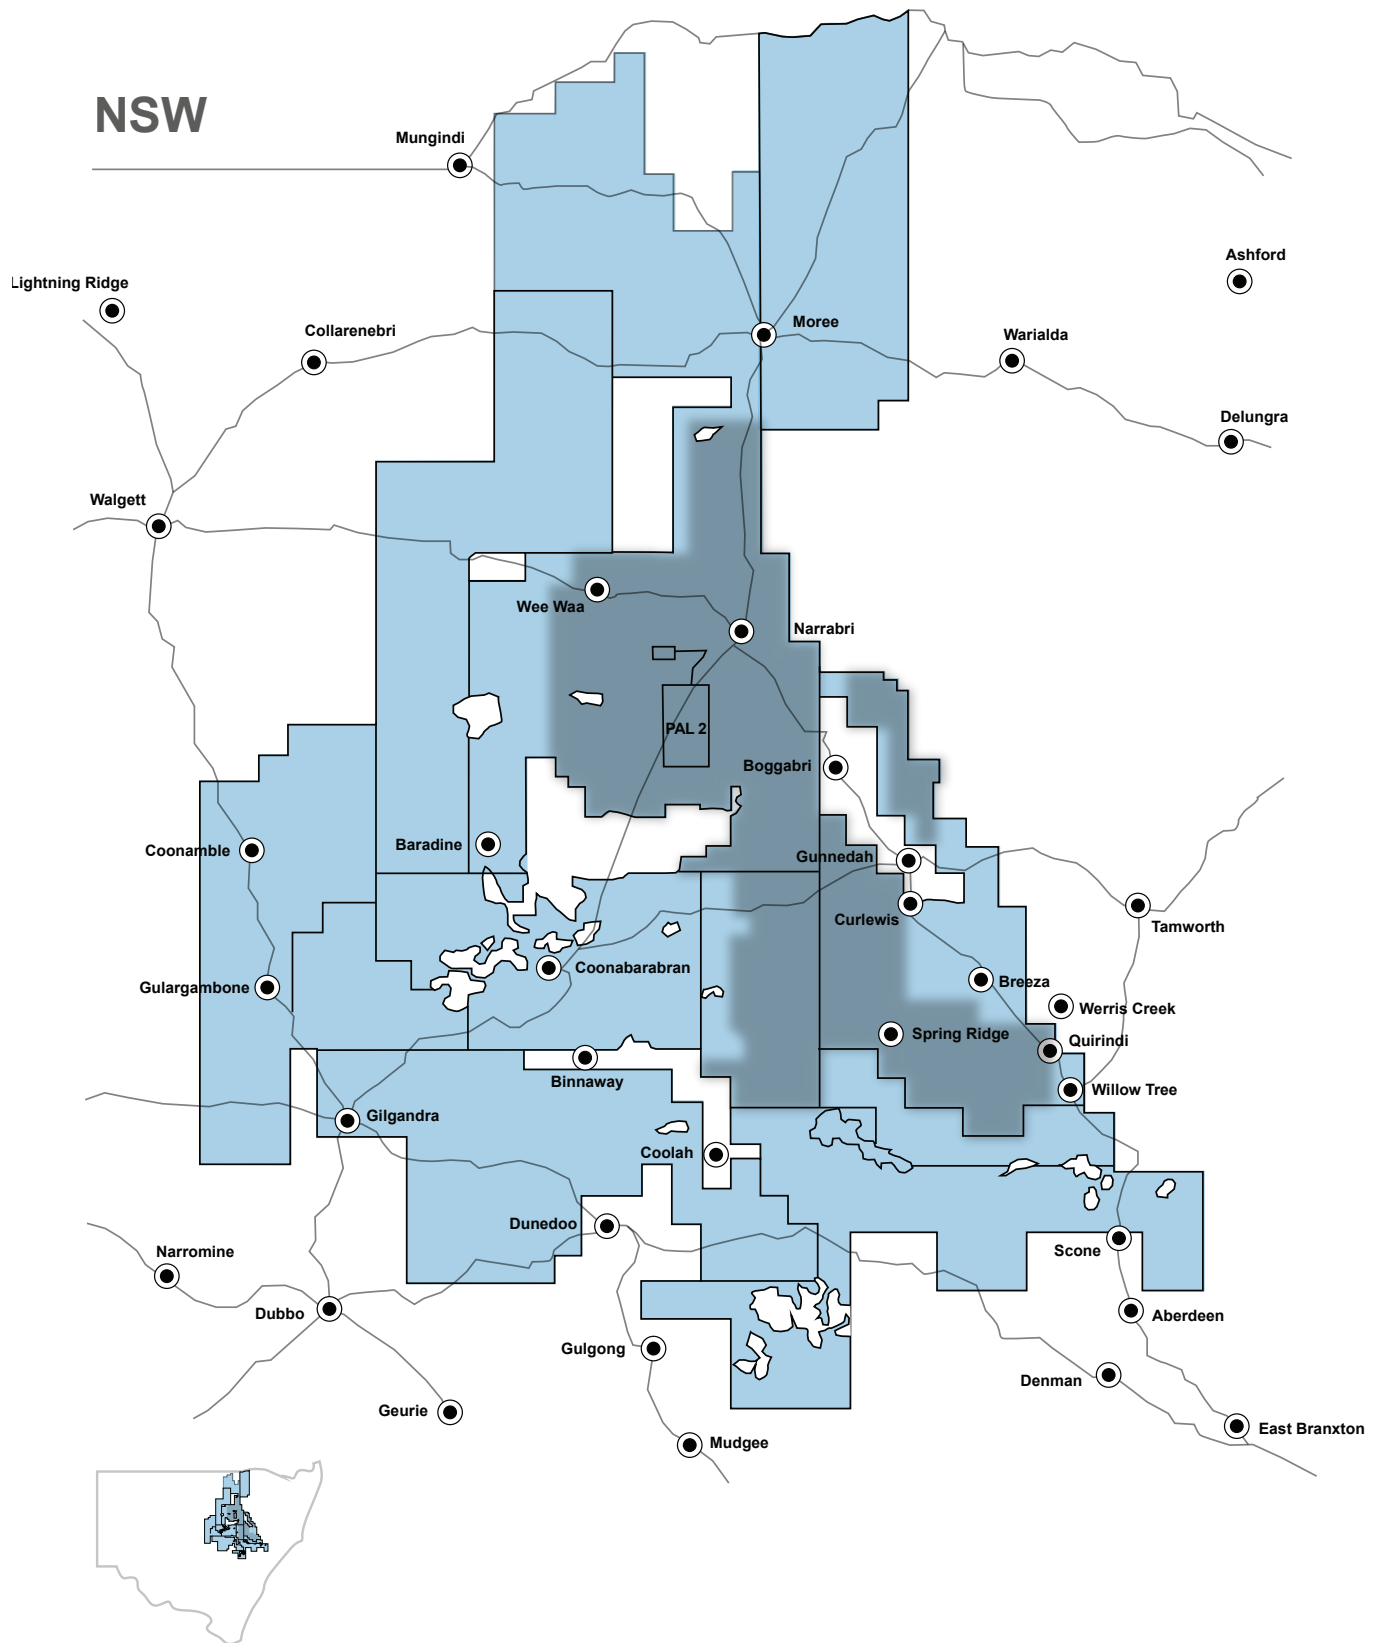 NSW
Mungindi
Ashford
Lightning Ridge
Moree
Collarenebri
Warialda
Delungra
Walgett
Wee Waa
Narrabri
PAL 2
Boggabri
Baradine
Coonamble
Gunnedah
Curlewis
Tamworth
Coonabarabran
Breeza
Gulargambone
Werris Creek
Spring Ridge
Quirindi
Binnaway
Willow Tree
Gilgandra
Coolah
Dunedoo
Narromine
Scone
Dubbo
Aberdeen
Gulgong
Denman
Geurie
East Branxton
Mudgee